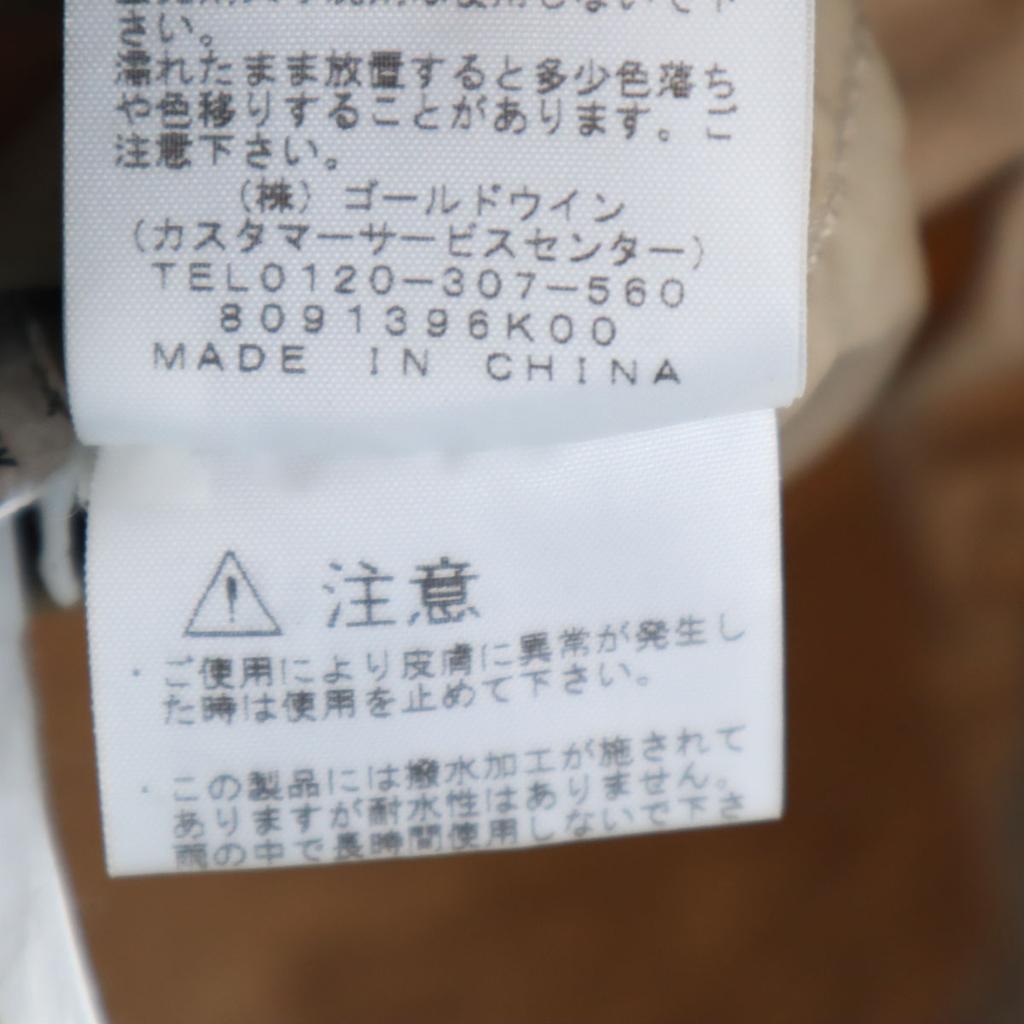 さい。
濡れたまま放置すると多少色落ち
や色移りすることがあります。ご
注意下さい。
(株) ゴールドウイン
(カスタマーサービスセンター)
TEL0120-307-560
8091396K00
MADE IN CHINA
注意
・ご使用により皮膚に異常が発生し
た時は使用を止めて下さい。
・この製品には撥水加工が施されて
ありますが耐水性はありません。
雨の中で長時間使用しないで下さ